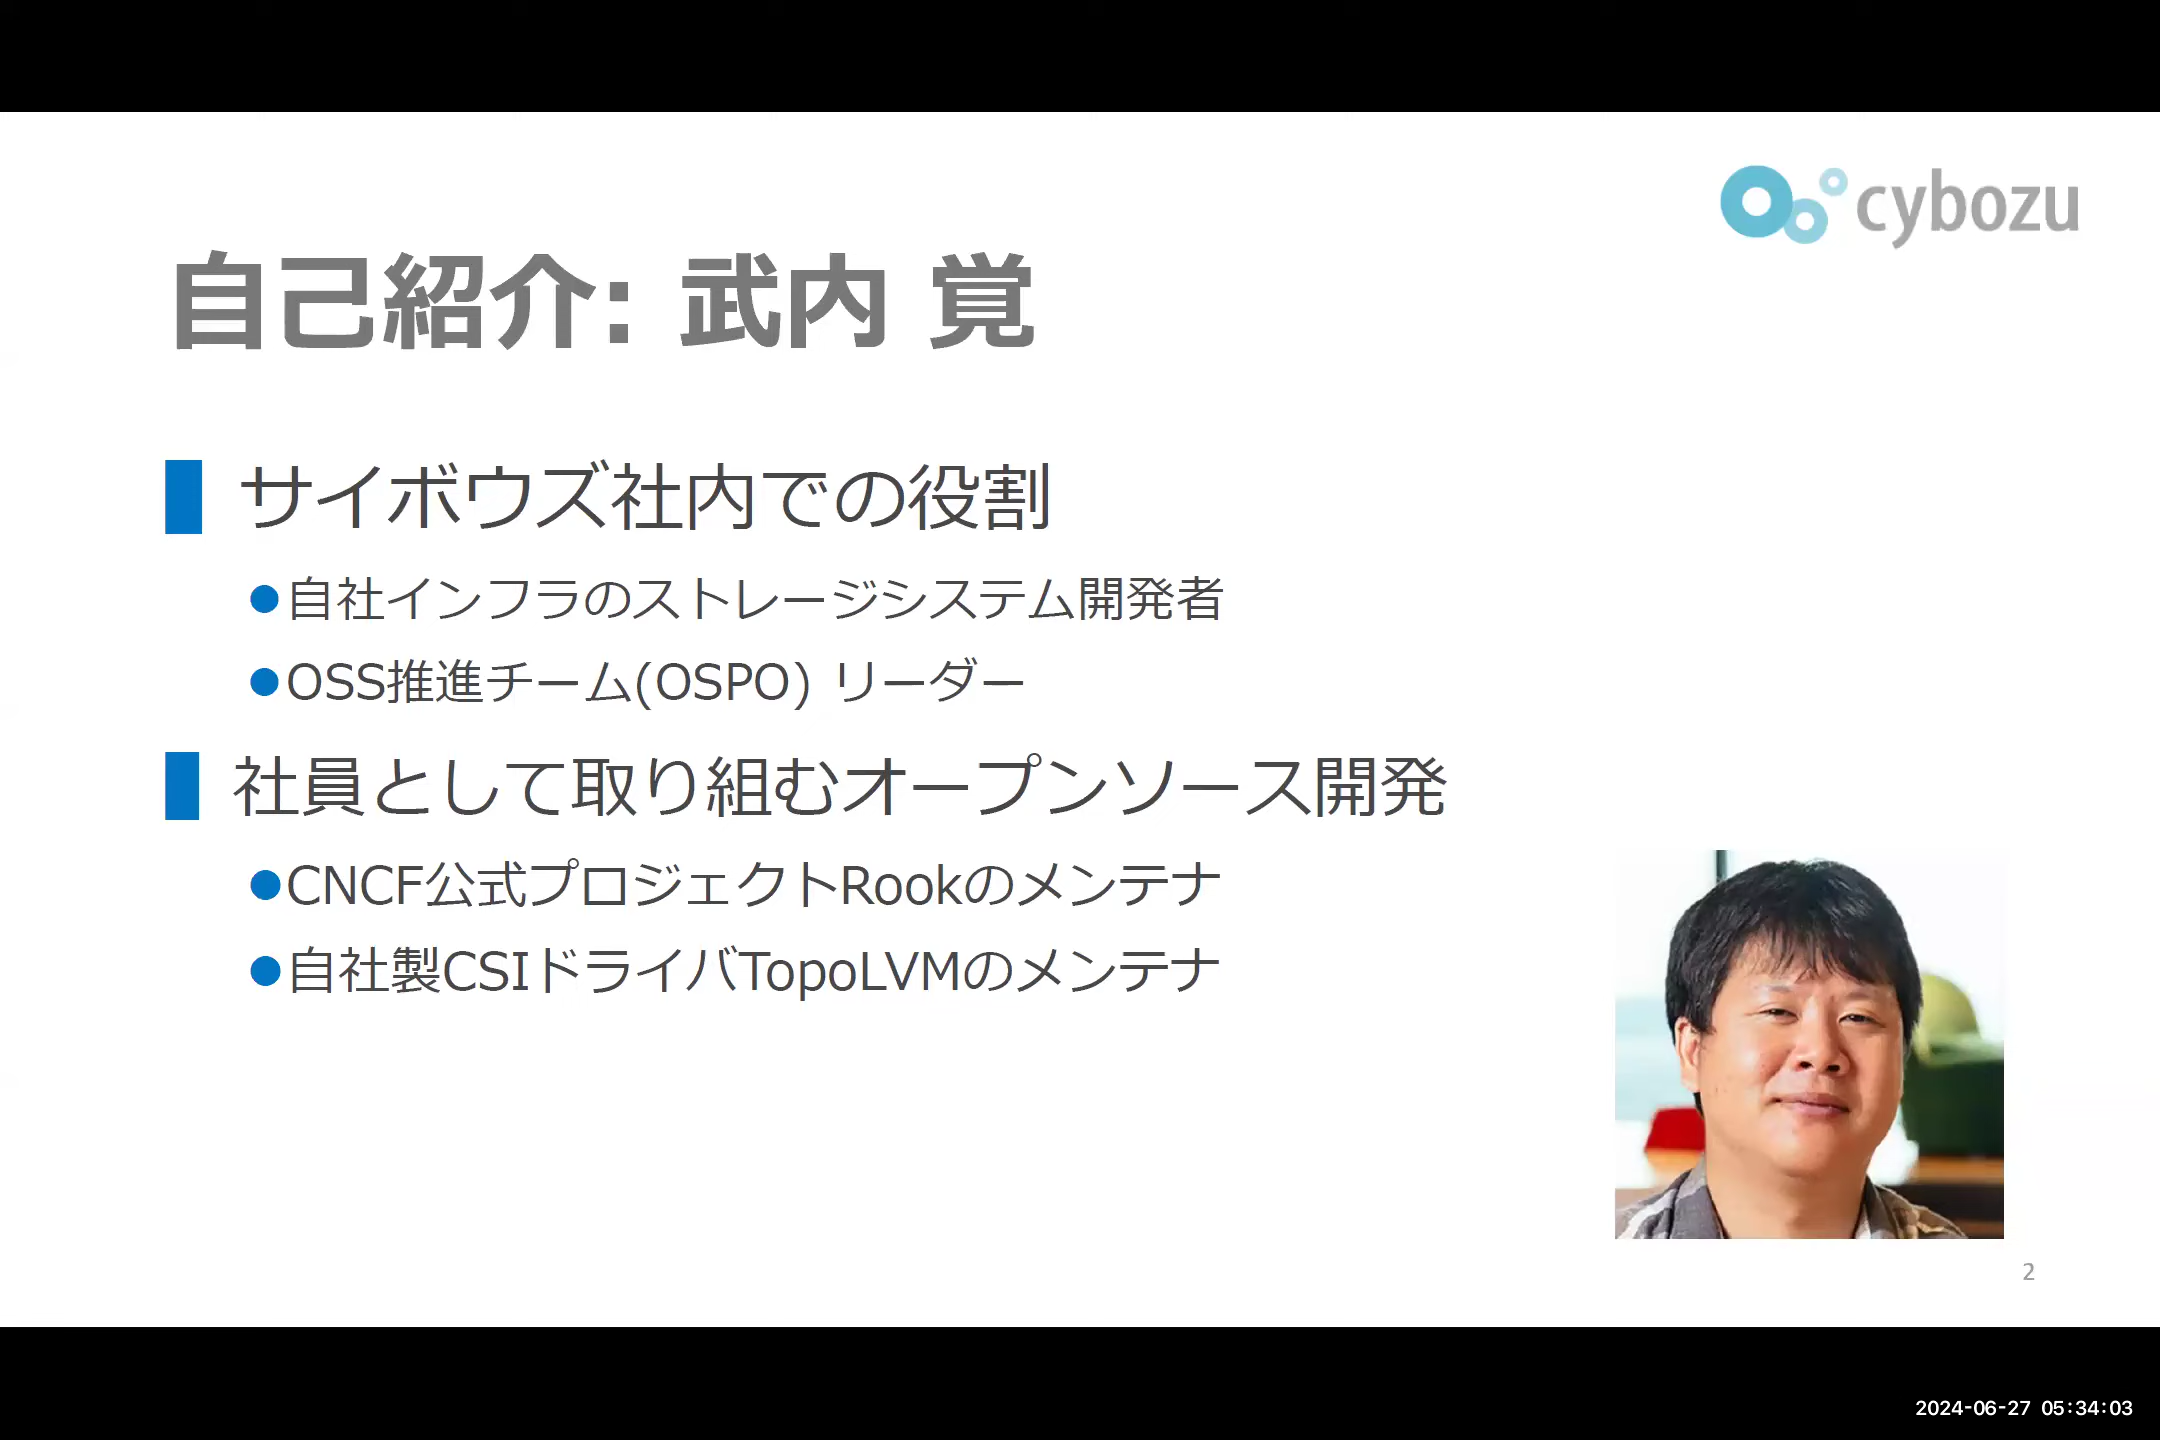 cybozu
自己紹介: 武内 覚
サイボウズ社内での役割
自社インフラのストレージシステム開発者
OSS推進チーム(OSPO) リーダー
社員として取り組むオープンソース開発
CNCF公式プロジェクトRookのメンテナ
自社製CSIドライバTopoLVMのメンテナ
2
2024-06-27 05:34:03